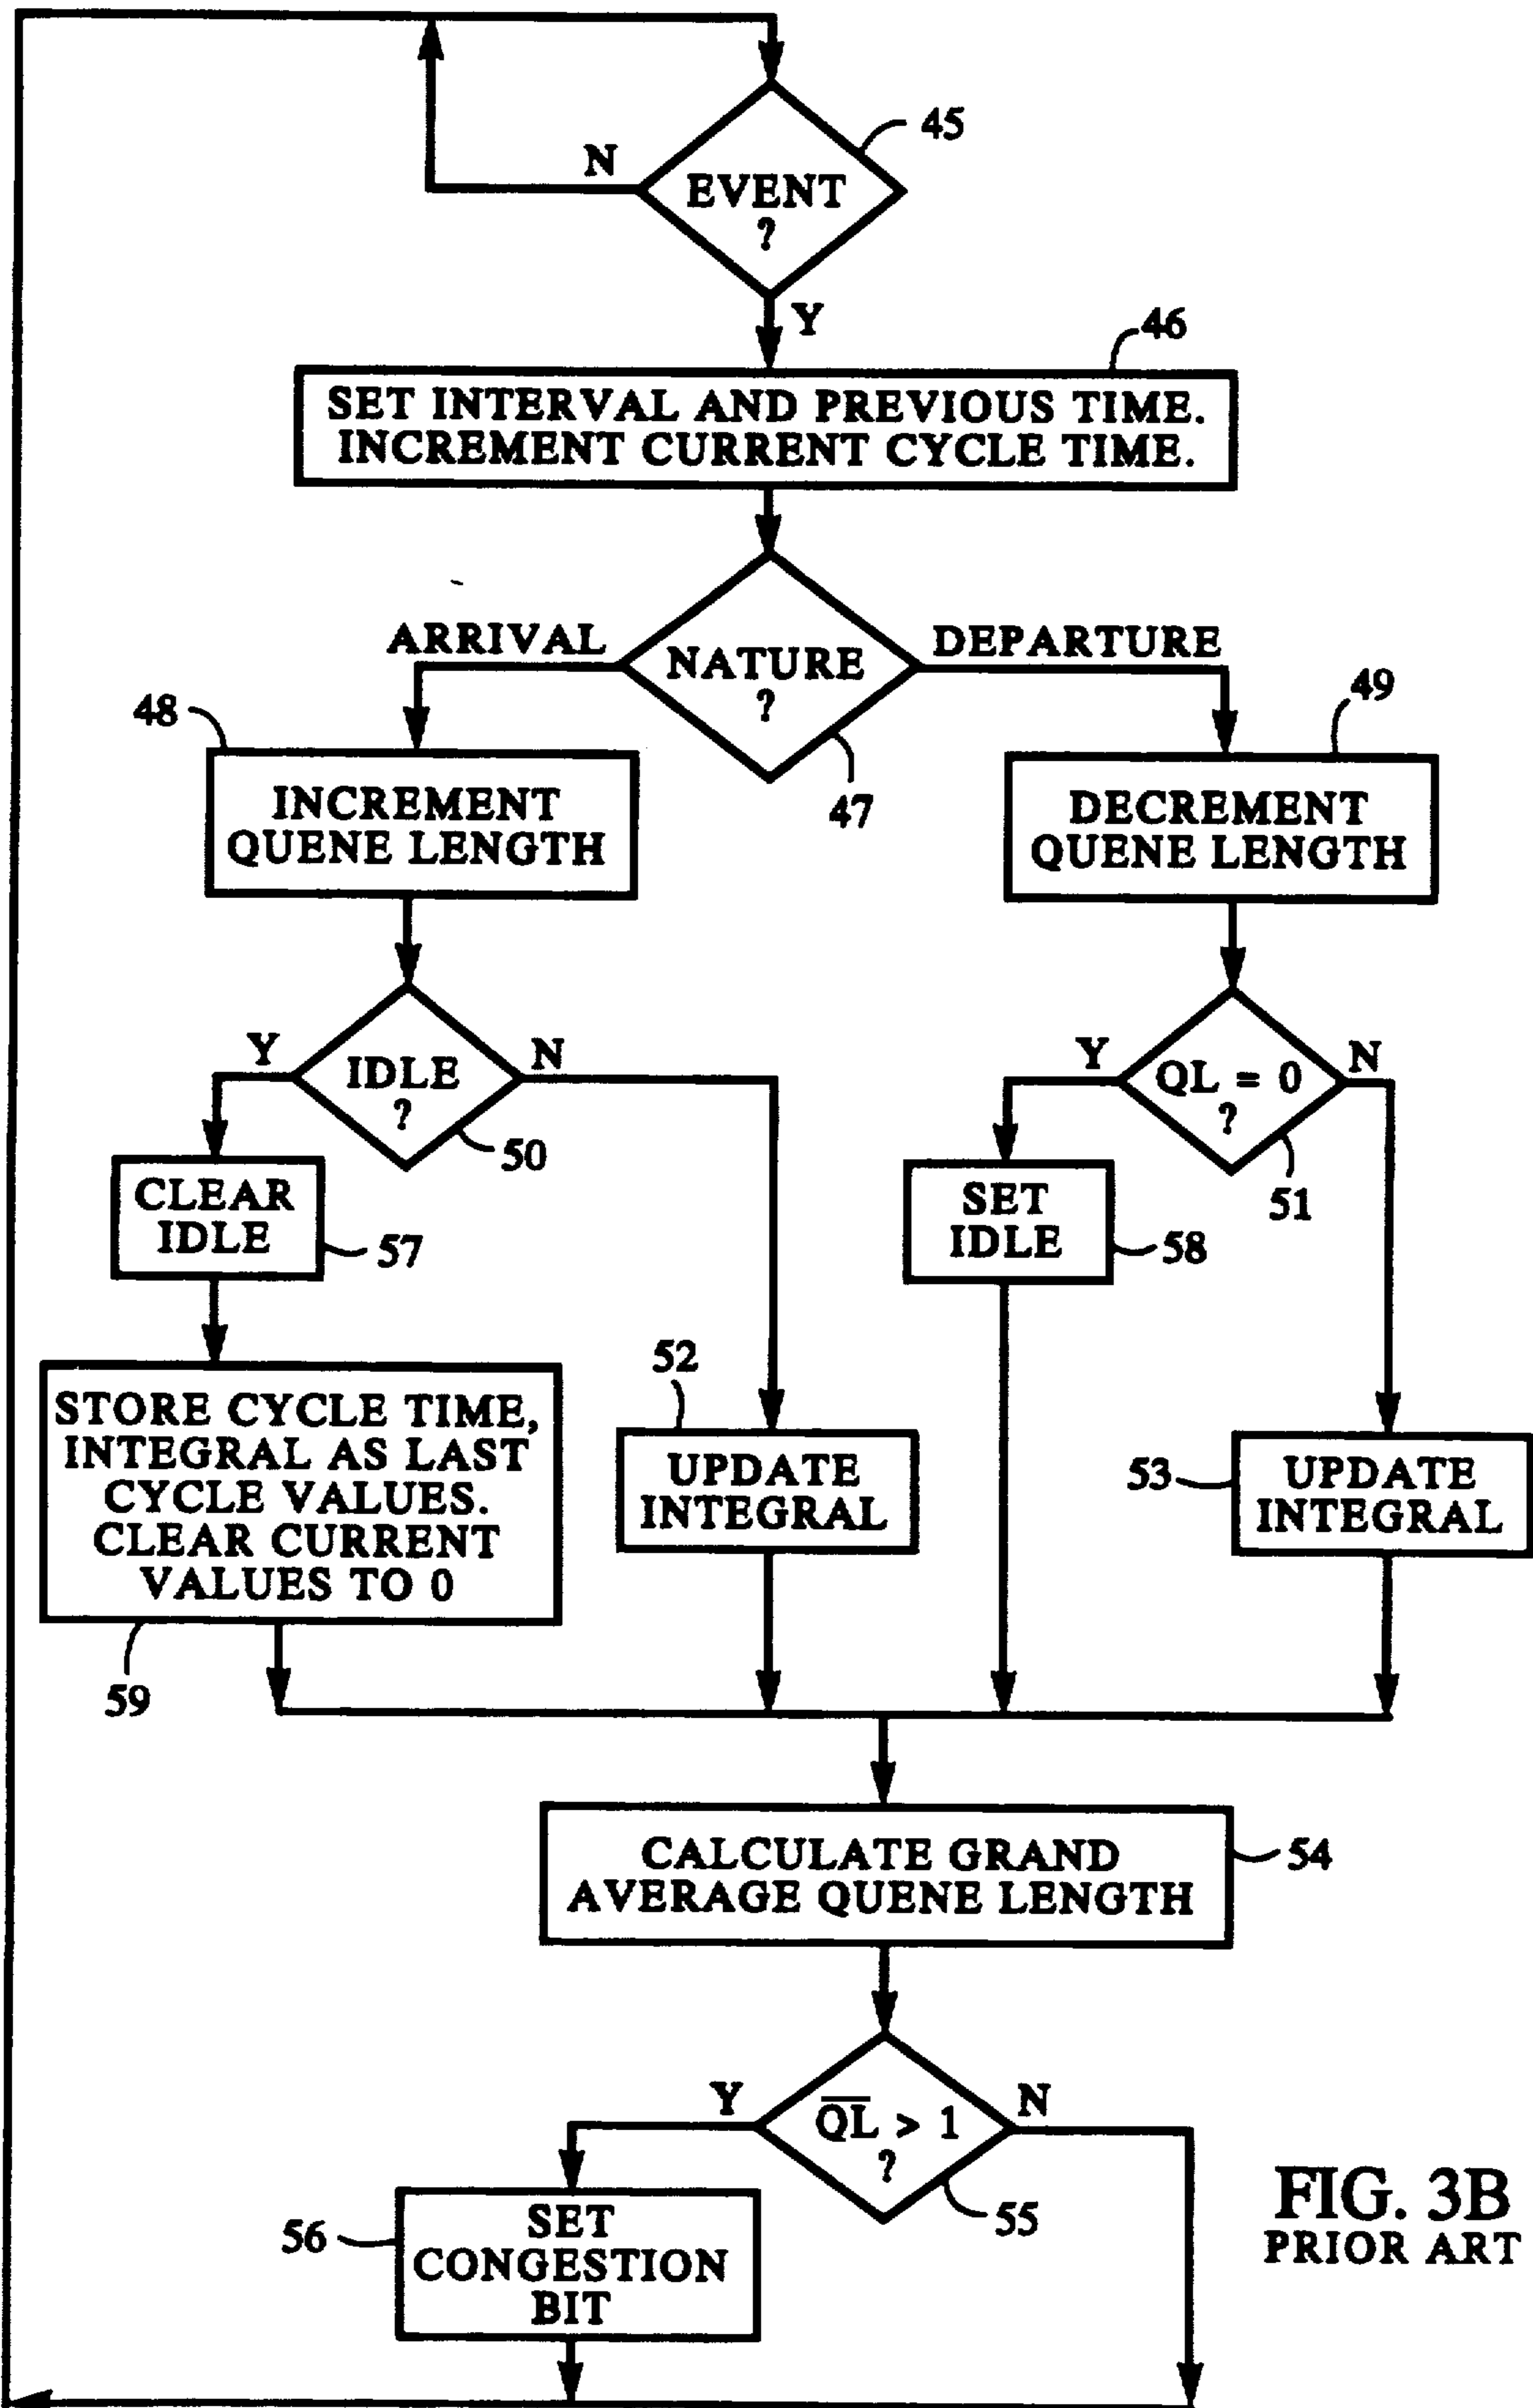 45
N
EVENT
?
Y
46
SET INTERVAL AND PREVIOUS TIME.
INCREMENT CURRENT CYCLE TIME.
ARRIVAL
NATURE
?
DEPARTURE
47
48
INCREMENT
QUENE LENGTH
49
DECREMENT
QUENE LENGTH
Y
IDLE
?
N
50
Y
QL = 0
?
N
51
CLEAR
IDLE
57
SET
IDLE
58
STORE CYCLE TIME,
INTEGRAL AS LAST
CYCLE VALUES.
CLEAR CURRENT
VALUES TO 0
59
52
UPDATE
INTEGRAL
53
UPDATE
INTEGRAL
CALCULATE GRAND
AVERAGE QUENE LENGTH
54
Y
Q̅L̅ > 1
?
N
55
56
SET
CONGESTION
BIT
FIG. 3B
PRIOR ART